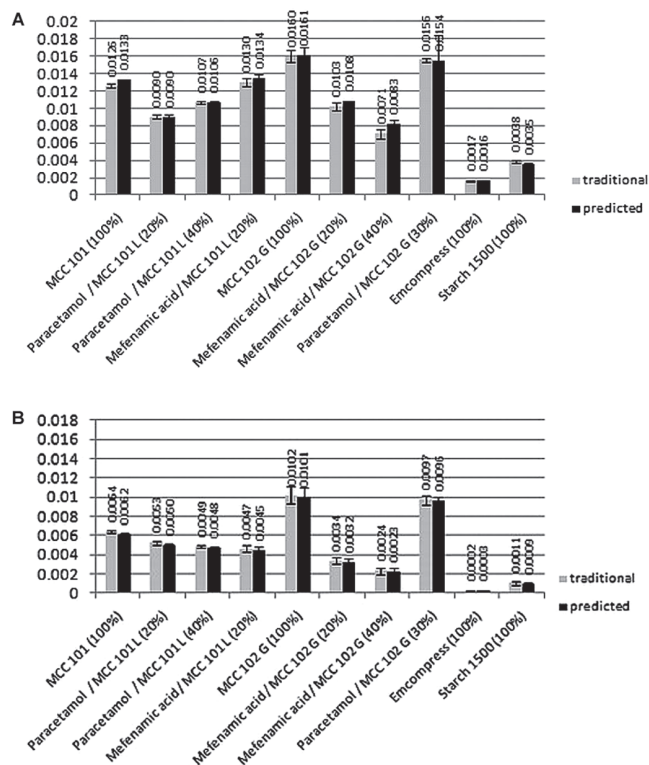 A
0.02
0.018
0.016
0.014
0.012
0.01
0.008
0.006
0.004
0.002
0
0.0126
0.0133
0.0090
0.0090
0.0107
0.0106
0.0130
0.0134
0.0160
0.0161
0.0103
0.0108
0.0071
0.0083
0.0156
0.0154
0.0017
0.0016
0.0038
0.0035
traditional
predicted
MCC 101 (100%)
Paracetamol / MCC 101 L (20%)
Paracetamol / MCC 101 L (40%)
Mefenamic acid / MCC 101 L (20%)
MCC 102 G (100%)
Mefenamic acid / MCC 102 G (20%)
Mefenamic acid / MCC 102 G (40%)
Paracetamol / MCC 102 G (30%)
Emcompress (100%)
Starch 1500 (100%)
B
0.018
0.016
0.014
0.012
0.01
0.008
0.006
0.004
0.002
0
0.0064
0.0062
0.0053
0.0050
0.0049
0.0048
0.0047
0.0045
0.0102
0.0101
0.0034
0.0032
0.0024
0.0023
0.0097
0.0096
0.0002
0.0003
0.0011
0.0009
traditional
predicted
MCC 101 (100%)
Paracetamol / MCC 101 L (20%)
Paracetamol / MCC 101 L (40%)
Mefenamic acid / MCC 101 L (20%)
MCC 102 G (100%)
Mefenamic acid / MCC 102 G (20%)
Mefenamic acid / MCC 102 G (40%)
Paracetamol / MCC 102 G (30%)
Emcompress (100%)
Starch 1500 (100%)